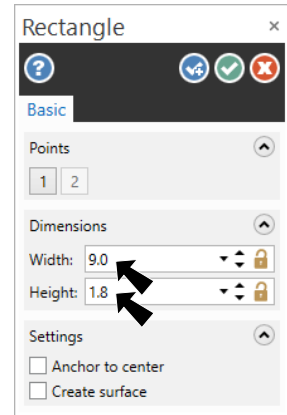 Rectangle
Basic
Points
1 2
Dimensions
Width: 9.0
Height: 1.8
Settings
Anchor to center
Create surface